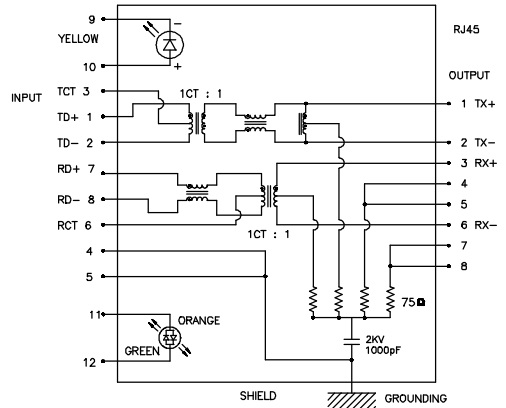 9
−
YELLOW
RJ45
10
+
OUTPUT
INPUT
TCT 3
1CT : 1
TD+ 1
1 TX+
TD- 2
2 TX-
RD+ 7
3 RX+
4
RD- 8
5
RCT 6
6 RX-
1CT : 1
4
7
5
8
75
11
ORANGE
GREEN
2KV
1000pF
12
SHIELD
GROUNDING